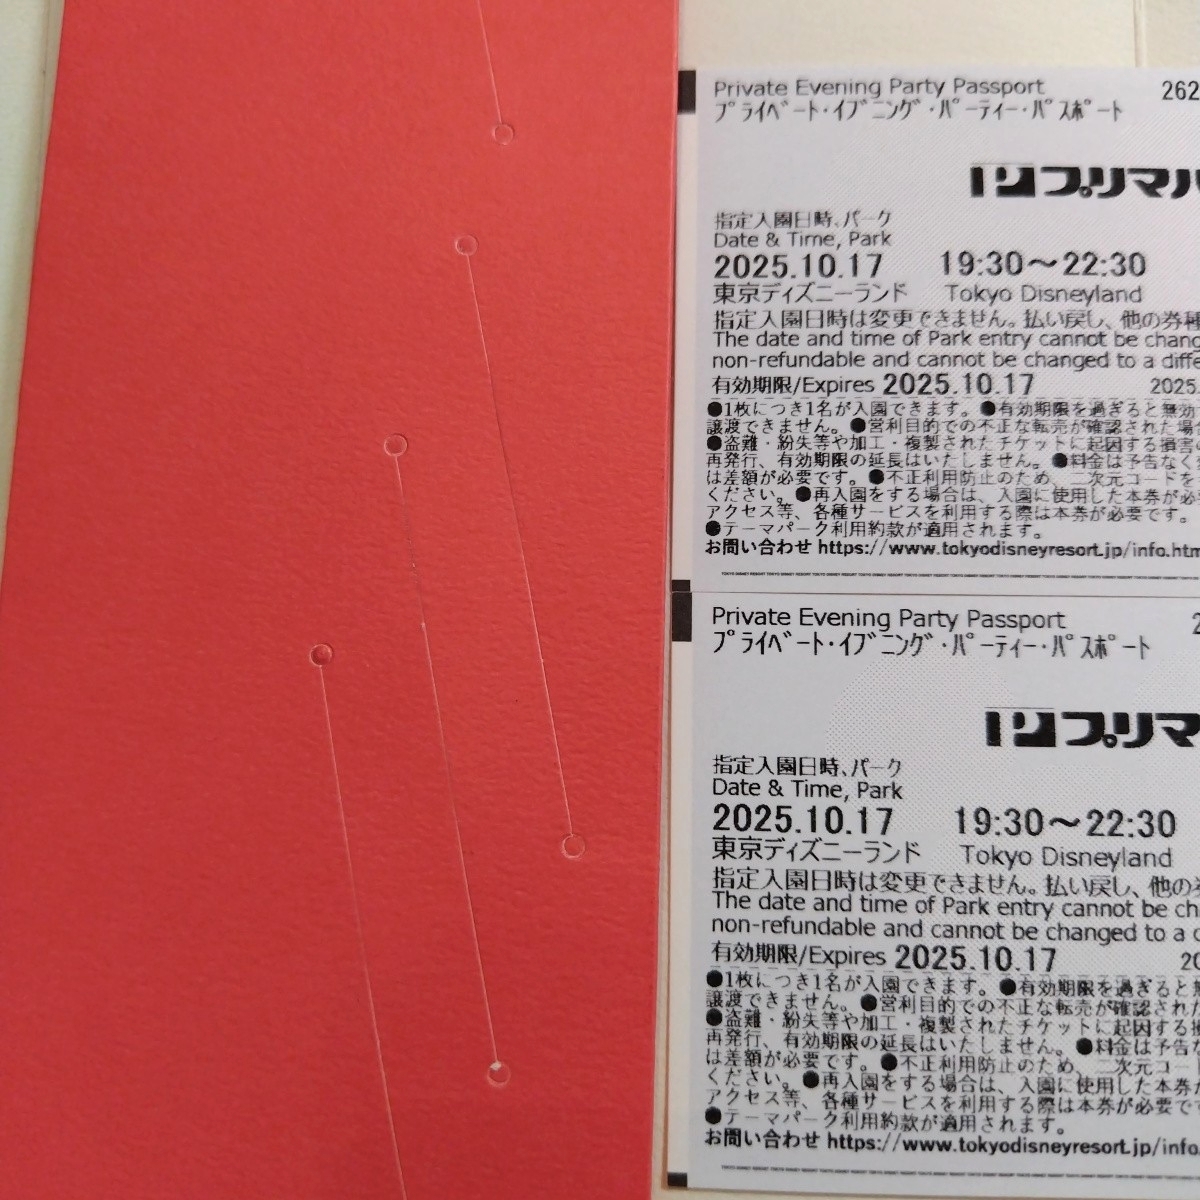 Private Evening Party Passport 262
プライベート・イブニング・パーティー・パスポート
プリマハ
指定入園日時、パーク
Date & Time, Park
2025.10.17 19:30～22:30
東京ディズニーランド Tokyo Disneyland
指定入園日時は変更できません。払い戻し、他の券種
The date and time of Park entry cannot be chang
non-refundable and cannot be changed to a diffe
有効期限/Expires 2025.10.17 2025.
●1枚につき1名が入園できます。●有効期限を過ぎると無効
譲渡できません。●営利目的での不正な転売が確認された場合
●盗難・紛失等や加工・複製されたチケットに起因する損害の
再発行、有効期限の延長はいたしません。●料金は予告なく変
は差額が必要です。●不正利用防止のため、二次元コードを
ください。●再入園をする場合は、入園に使用した本券が必要
アクセス等、各種サービスを利用する際は本券が必要です。
●テーマパーク利用約款が適用されます。
お問い合わせ https://www.tokyodisneyresort.jp/info.htm
Private Evening Party Passport 2
プライベート・イブニング・パーティー・パスポート
プリマ
指定入園日時、パーク
Date & Time, Park
2025.10.17 19:30～22:30
東京ディズニーランド Tokyo Disneyland
指定入園日時は変更できません。払い戻し、他の券
The date and time of Park entry cannot be ch
non-refundable and cannot be changed to a d
有効期限/Expires 2025.10.17 20
●1枚につき1名が入園できます。●有効期限を過ぎると無
譲渡できません。●営利目的での不正な転売が確認された
●盗難・紛失等や加工・複製されたチケットに起因する損
再発行、有効期限の延長はいたしません。●料金は予告な
は差額が必要です。●不正利用防止のため、二次元コード
ください。●再入園をする場合は、入園に使用した本券が
アクセス等、各種サービスを利用する際は本券が必要です
●テーマパーク利用約款が適用されます。
お問い合わせ https://www.tokyodisneyresort.jp/info.